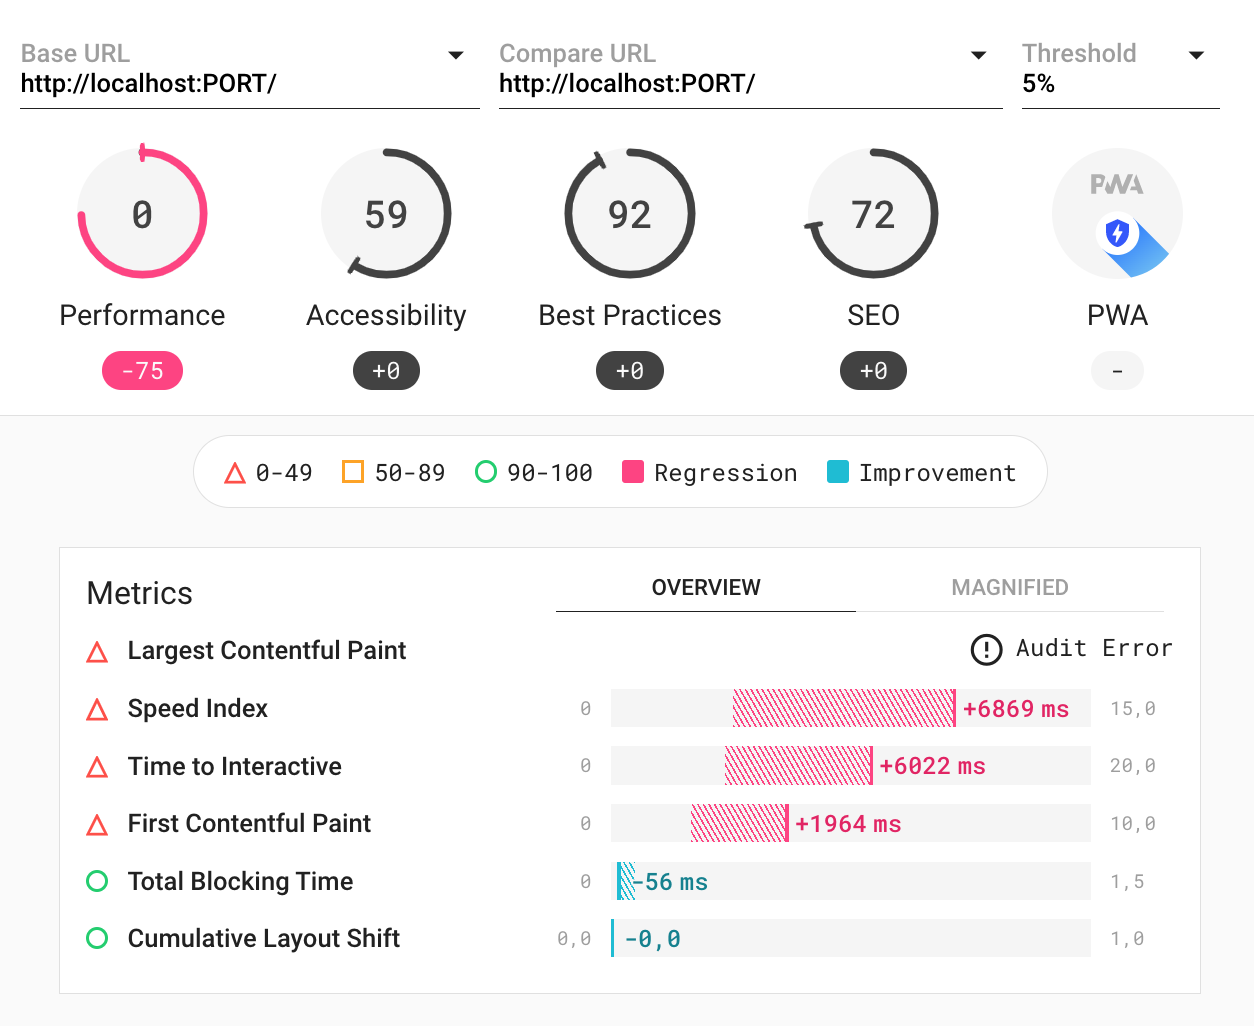 Base URL
http://localhost:PORT/
Compare URL
http://localhost:PORT/
Threshold
5%
0
59
92
72
PWA
Performance
Accessibility
Best Practices
SEO
PWA
-75
+0
+0
+0
-
0-49
50-89
90-100
Regression
Improvement
Metrics
OVERVIEW
MAGNIFIED
Largest Contentful Paint
Audit Error
Speed Index
0
+6869 ms
15,0
Time to Interactive
0
+6022 ms
20,0
First Contentful Paint
0
+1964 ms
10,0
Total Blocking Time
0
-56 ms
1,5
Cumulative Layout Shift
0,0
-0,0
1,0